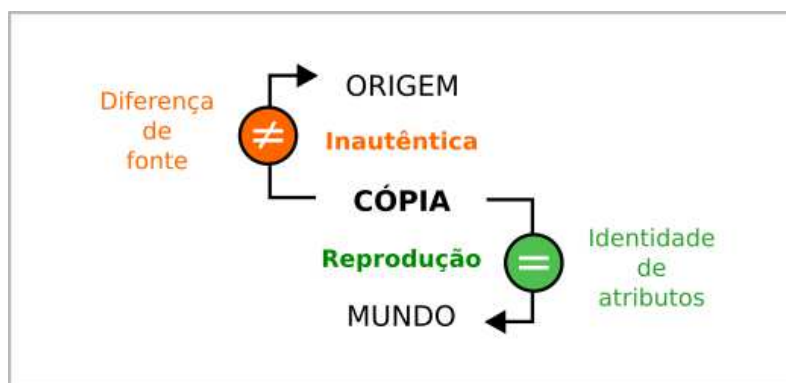 ORIGEM
Diferença
de
fonte
≠
Inautêntica
CÓPIA
Reprodução
=
Identidade
de
atributos
MUNDO